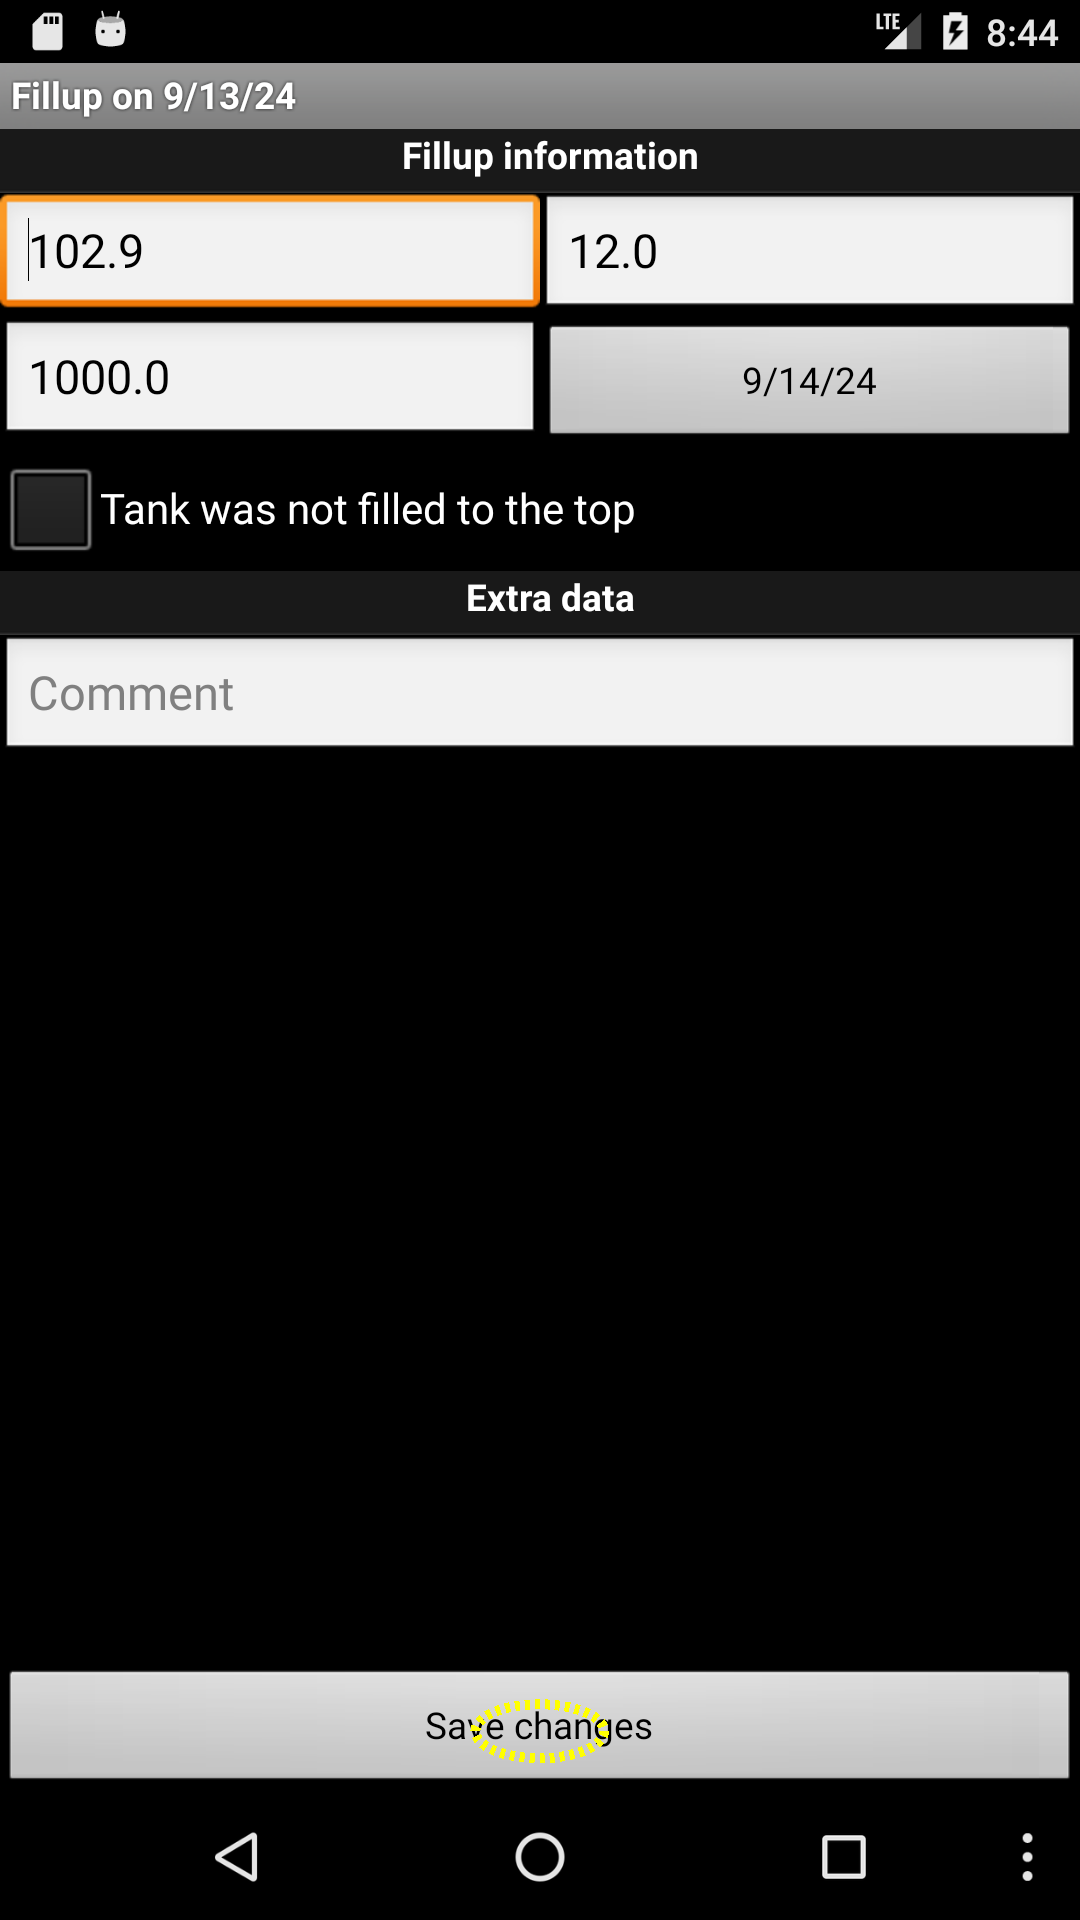 LTE 8:44
Fillup on 9/13/24
Fillup information
102.9 12.0
1000.0 9/14/24
Tank was not filled to the top
Extra data
Comment
Save changes